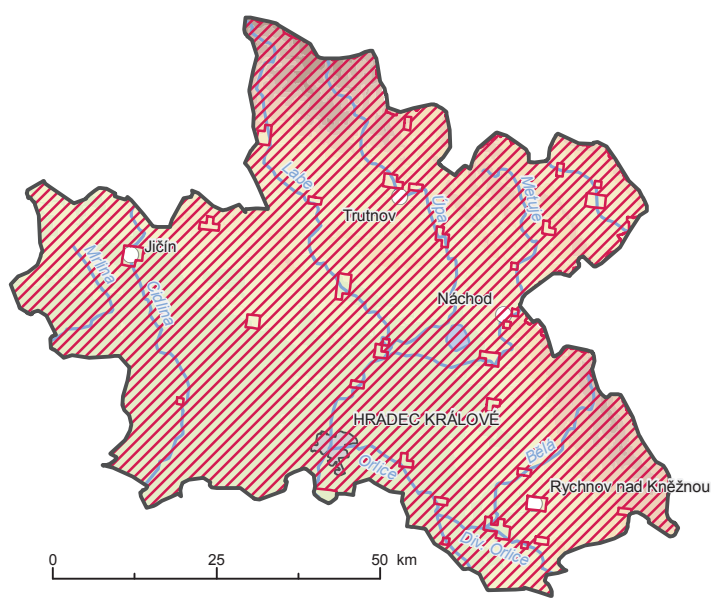 Labe
Trutnov
Úpa
Metuje
Jičín
Mrlina
Cidlina
Náchod
HRADEC KRÁLOVÉ
Orlice
Bělá
Rychnov nad Kněžnou
Div. Orlice
0 25 50 km